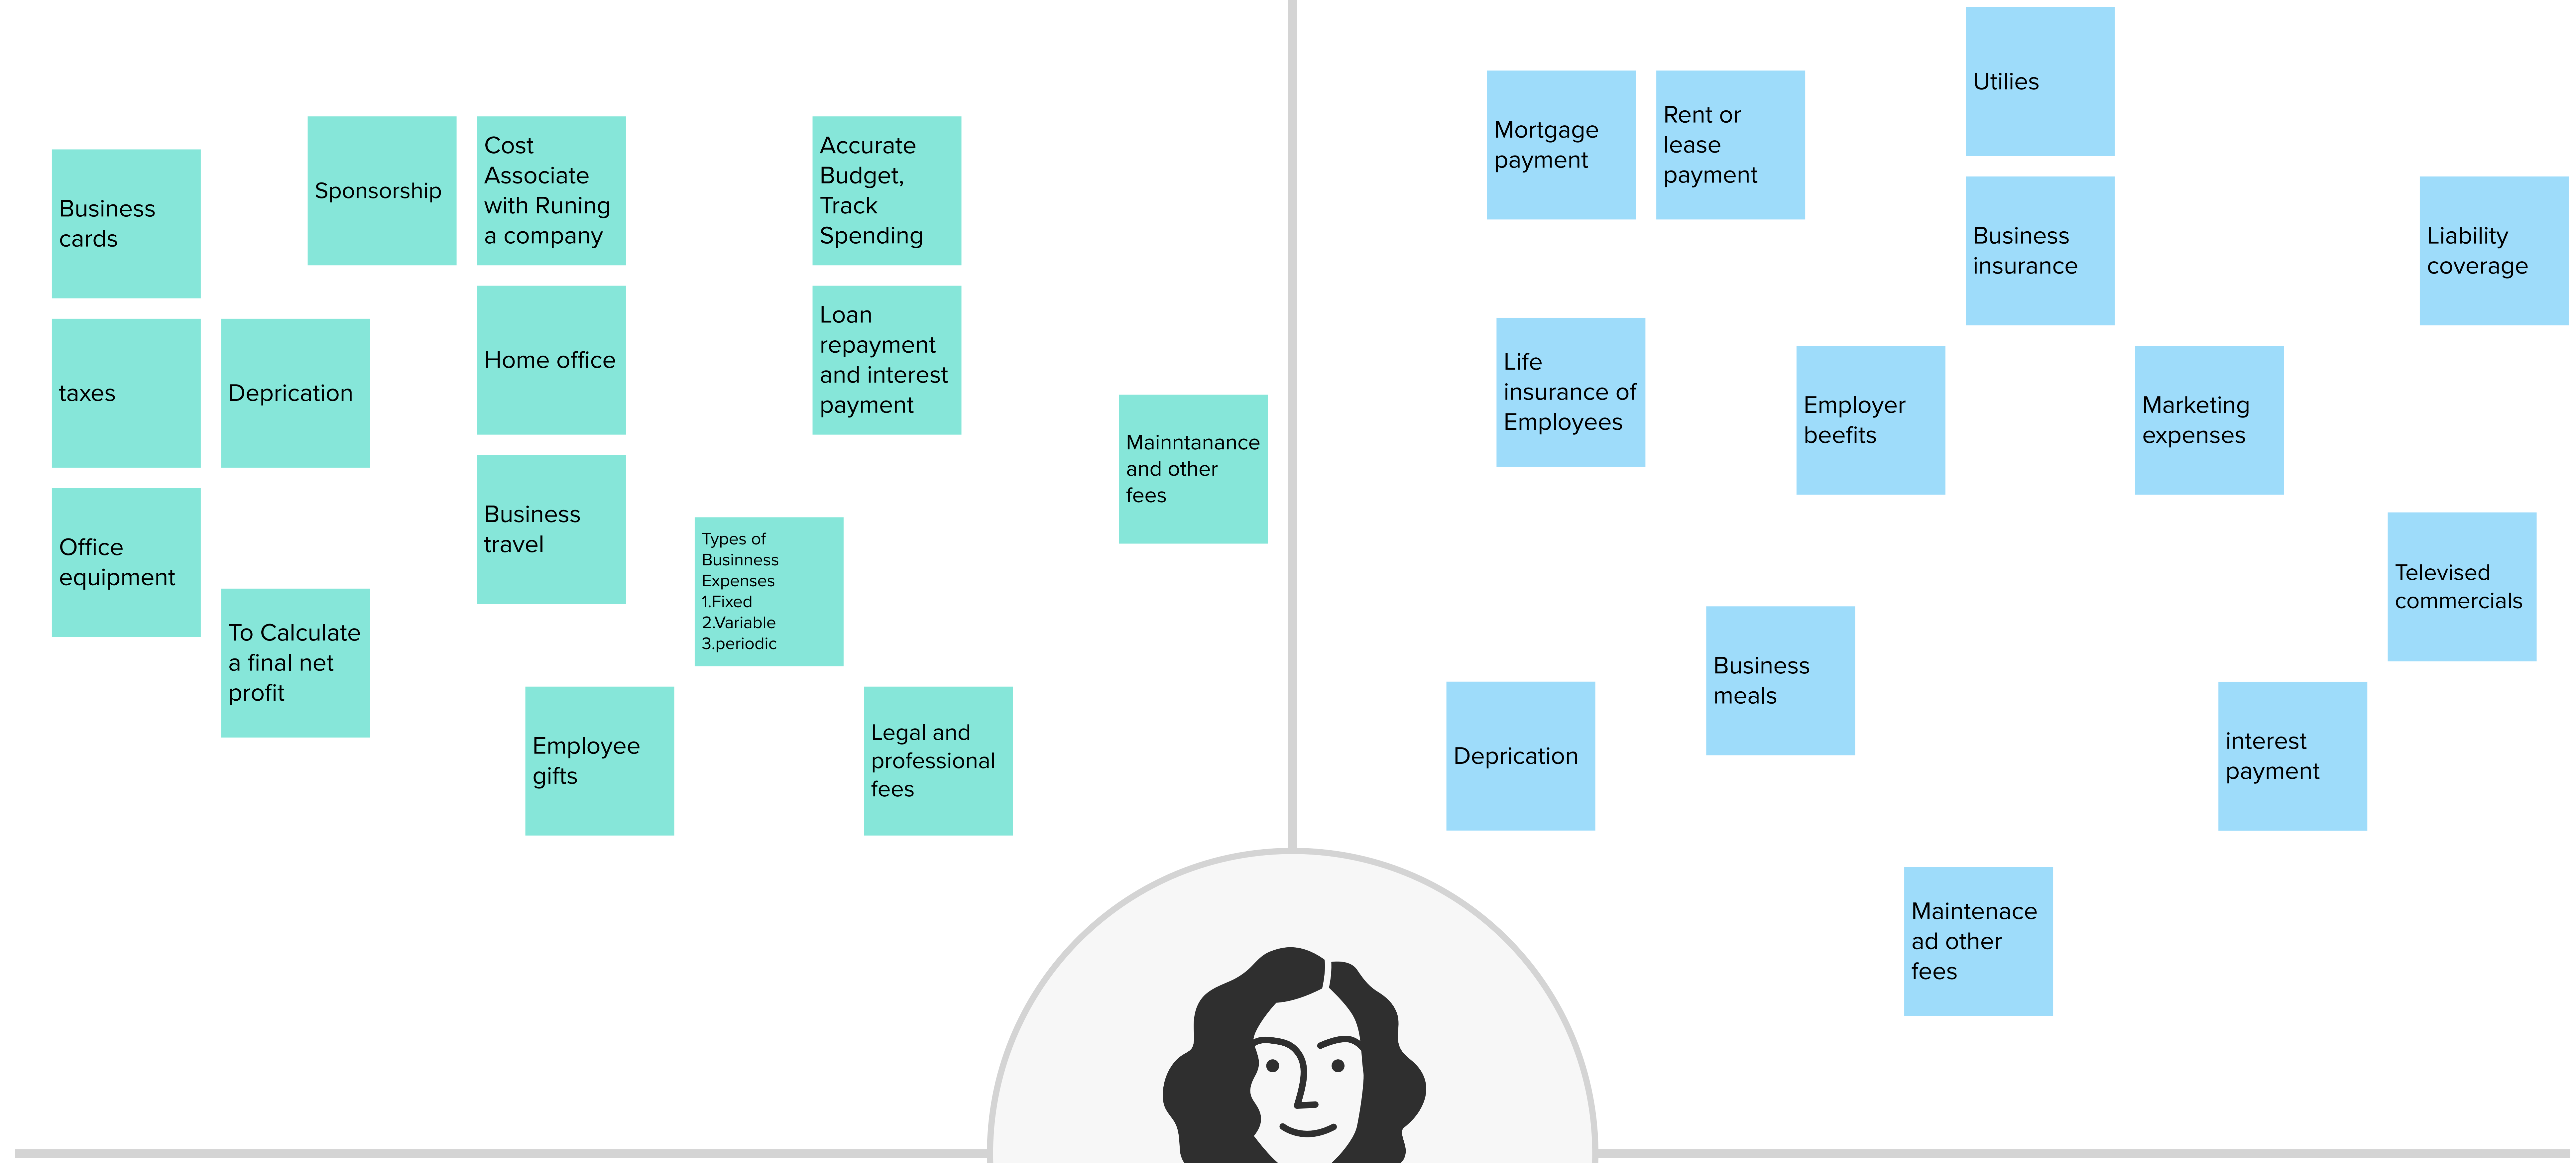 Business
cards
Sponsorship
Cost
Associate
with Runing
a company
Accurate
Budget,
Track
Spending
taxes
Deprication
Home office
Loan
repayment
and interest
payment
Mainntanance
and other
fees
Office
equipment
Business
travel
Types of
Businness
Expenses
1.Fixed
2.Variable
3.periodic
To Calculate
a final net
profit
Employee
gifts
Legal and
professional
fees
Mortgage
payment
Rent or
lease
payment
Utilies
Business
insurance
Liability
coverage
Life
insurance of
Employees
Employer
beefits
Marketing
expenses
Televised
commercials
Business
meals
Deprication
interest
payment
Maintenace
ad other
fees